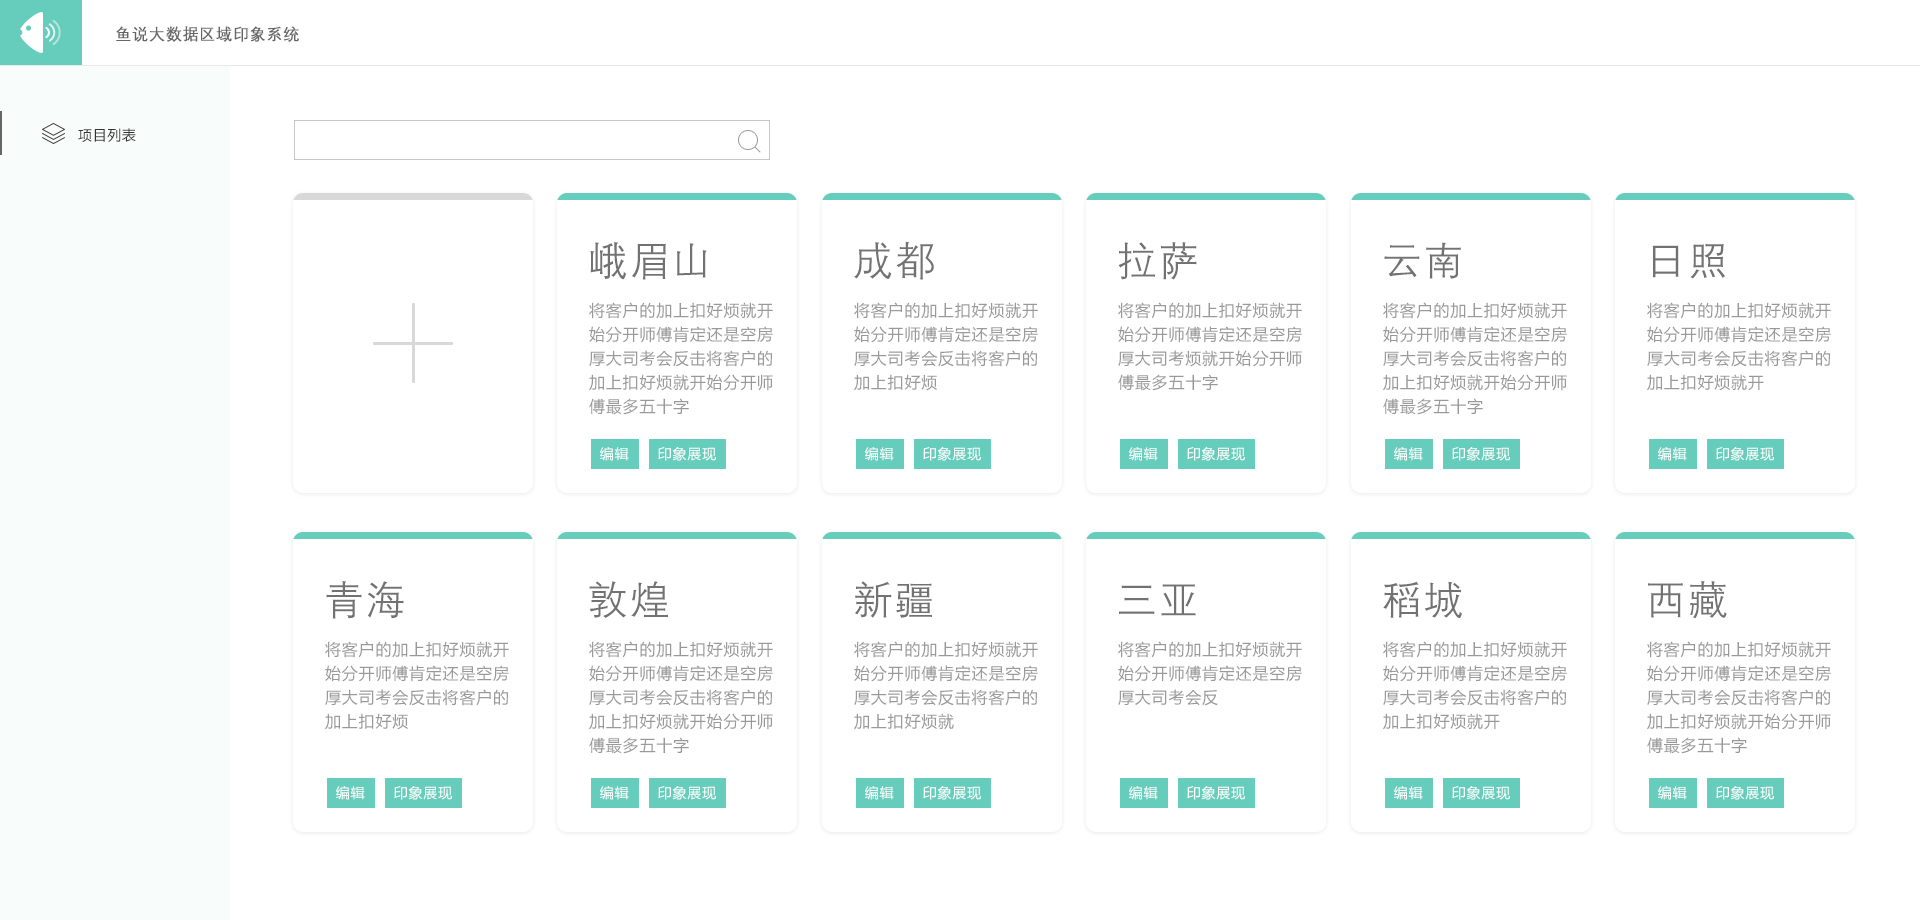 鱼说大数据区域印象系统
项目列表
峨眉山
将客户的加上扣好烦就开
始分开师傅肯定还是空房
厚大司考会反击将客户的
加上扣好烦就开始分开师
傅最多五十字
编辑 印象展现
成都
将客户的加上扣好烦就开
始分开师傅肯定还是空房
厚大司考会反击将客户的
加上扣好烦
编辑 印象展现
拉萨
将客户的加上扣好烦就开
始分开师傅肯定还是空房
厚大司考烦就开始分开师
傅最多五十字
编辑 印象展现
云南
将客户的加上扣好烦就开
始分开师傅肯定还是空房
厚大司考会反击将客户的
加上扣好烦就开始分开师
傅最多五十字
编辑 印象展现
日照
将客户的加上扣好烦就开
始分开师傅肯定还是空房
厚大司考会反击将客户的
加上扣好烦就开
编辑 印象展现
青海
将客户的加上扣好烦就开
始分开师傅肯定还是空房
厚大司考会反击将客户的
加上扣好烦
编辑 印象展现
敦煌
将客户的加上扣好烦就开
始分开师傅肯定还是空房
厚大司考会反击将客户的
加上扣好烦就开始分开师
傅最多五十字
编辑 印象展现
新疆
将客户的加上扣好烦就开
始分开师傅肯定还是空房
厚大司考会反击将客户的
加上扣好烦就
编辑 印象展现
三亚
将客户的加上扣好烦就开
始分开师傅肯定还是空房
厚大司考会反
编辑 印象展现
稻城
将客户的加上扣好烦就开
始分开师傅肯定还是空房
厚大司考会反击将客户的
加上扣好烦就开
编辑 印象展现
西藏
将客户的加上扣好烦就开
始分开师傅肯定还是空房
厚大司考会反击将客户的
加上扣好烦就开始分开师
傅最多五十字
编辑 印象展现